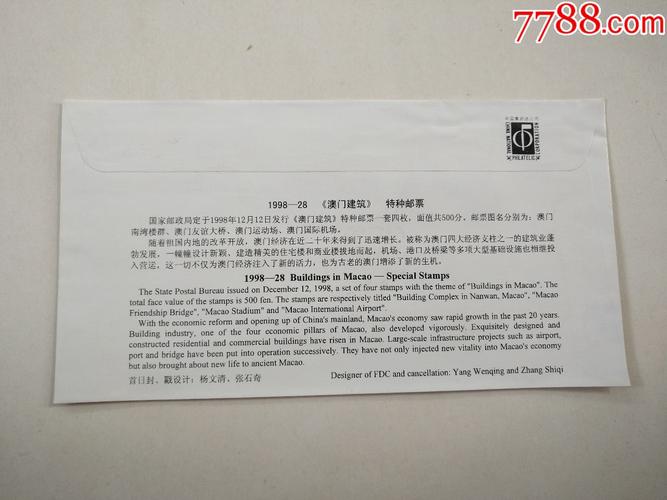 7788.com
中国集邮总公司
CHINA NATIONAL PHILATELIC CORPORATION
1998—28 《澳门建筑》 特种邮票
国家邮政局定于1998年12月12日发行《澳门建筑》特种邮票一套四枚，面值共500分。邮票图名分别为：澳门
南湾楼群、澳门友谊大桥、澳门运动场、澳门国际机场。
随着祖国内地的改革开放，澳门经济在近二十年来得到了迅速增长。被称为澳门四大经济支柱之一的建筑业蓬
勃发展，一幢幢设计新颖、建造精美的住宅楼和商业楼拔地而起，机场、港口及桥梁等多项大型基础设施也相继投
入营运，这一切不仅为澳门经济注入了新的活力，也为古老的澳门增添了新的生机。
1998—28 Buildings in Macao — Special Stamps
The State Postal Bureau issued on December 12, 1998, a set of four stamps with the theme of "Buildings in Macao". The
total face value of the stamps is 500 fen. The stamps are respectively titled "Building Complex in Nanwan, Macao", "Macao
Friendship Bridge", "Macao Stadium" and "Macao International Airport".
With the economic reform and opening up of China's mainland, Macao's economy saw rapid growth in the past 20 years.
Building industry, one of the four economic pillars of Macao, also developed vigorously. Exquisitely designed and
constructed residential and commercial buildings have risen in Macao. Large-scale infrastructure projects such as airport,
port and bridge have been put into operation successively. They have not only injected new vitality into Macao's economy
but also brought about new life to ancient Macao.
首日封、戳设计：杨文清、张石奇
Designer of FDC and cancellation: Yang Wenqing and Zhang Shiqi